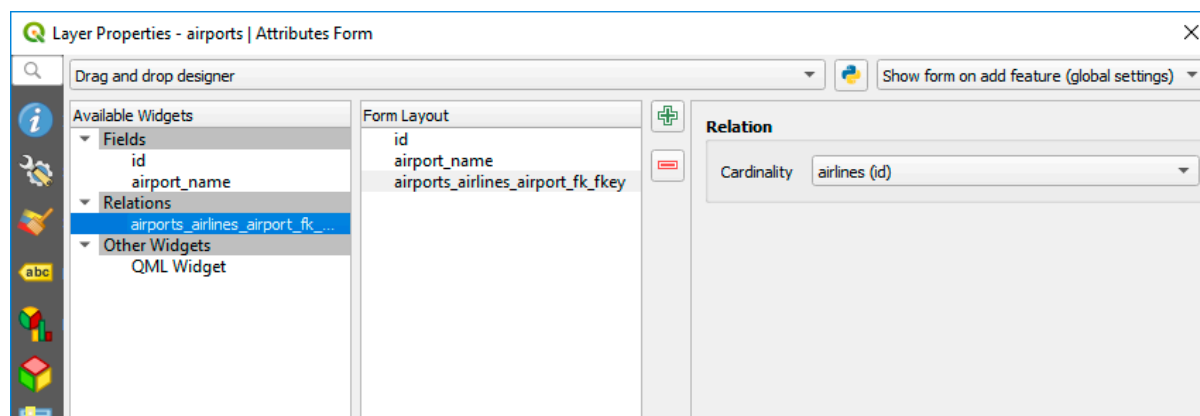 Layer Properties - airports | Attributes Form
Drag and drop designer
Show form on add feature (global settings)
Available Widgets
Fields
id
airport_name
Relations
airports_airlines_airport_fk_...
Other Widgets
QML Widget
Form Layout
id
airport_name
airports_airlines_airport_fk_fkey
Relation
Cardinality airlines (id)
abc